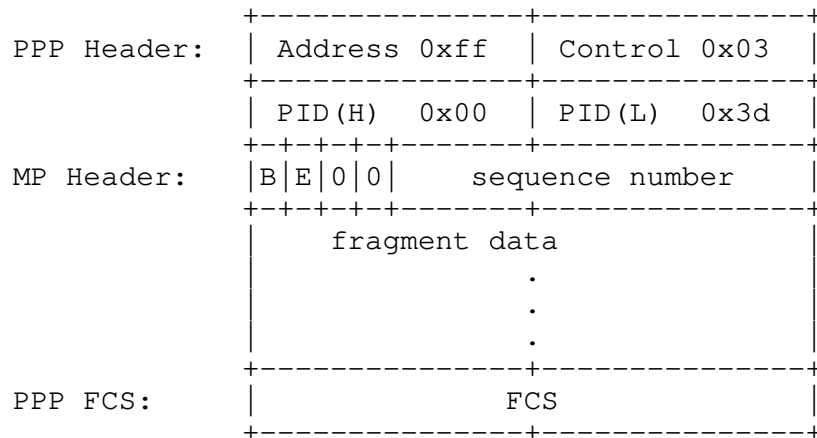 +---------------+---------------+
PPP Header: | Address 0xff | Control 0x03 |
+---------------+---------------+
| PID(H) 0x00 | PID(L) 0x3d |
+-+-+-+-+-------+---------------+
MP Header: |B|E|0|0| sequence number |
+-+-+-+-+-------+---------------+
| fragment data |
| . |
| . |
| . |
+---------------+---------------+
PPP FCS: | FCS |
+---------------+---------------+